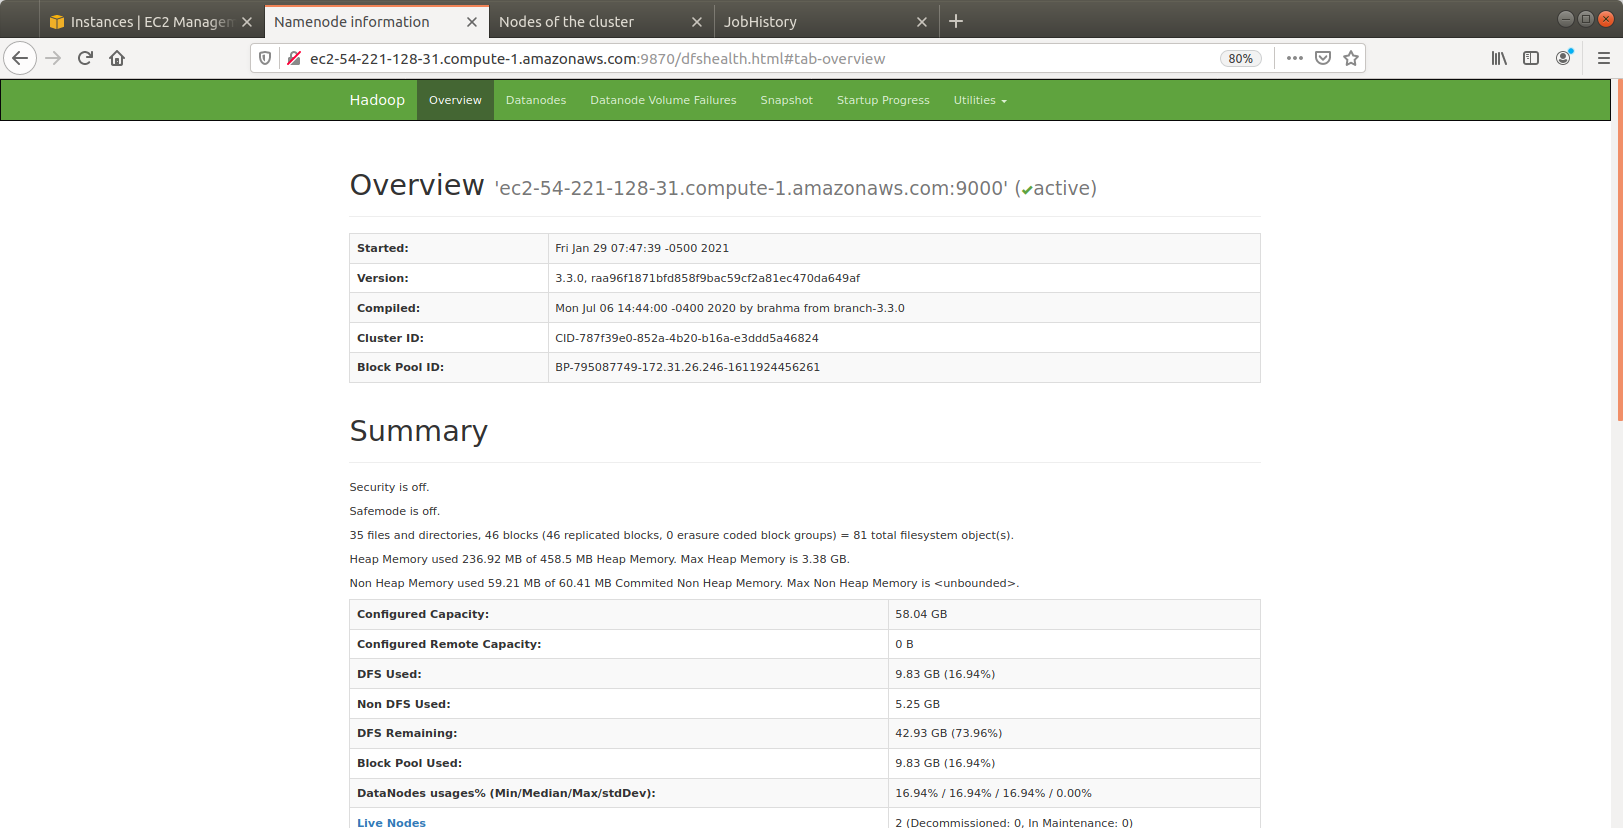 Instances | EC2 Managem
Namenode information
Nodes of the cluster
JobHistory
ec2-54-221-128-31.compute-1.amazonaws.com:9870/dfshealth.html#tab-overview
80%
Hadoop
Overview
Datanodes
Datanode Volume Failures
Snapshot
Startup Progress
Utilities
Overview 'ec2-54-221-128-31.compute-1.amazonaws.com:9000' (✔active)
Started: Fri Jan 29 07:47:39 -0500 2021
Version: 3.3.0, raa96f1871bfd858f9bac59cf2a81ec470da649af
Compiled: Mon Jul 06 14:44:00 -0400 2020 by brahma from branch-3.3.0
Cluster ID: CID-787f39e0-852a-4b20-b16a-e3ddd5a46824
Block Pool ID: BP-795087749-172.31.26.246-1611924456261
Summary
Security is off.
Safemode is off.
35 files and directories, 46 blocks (46 replicated blocks, 0 erasure coded block groups) = 81 total filesystem object(s).
Heap Memory used 236.92 MB of 458.5 MB Heap Memory. Max Heap Memory is 3.38 GB.
Non Heap Memory used 59.21 MB of 60.41 MB Commited Non Heap Memory. Max Non Heap Memory is <unbounded>.
Configured Capacity: 58.04 GB
Configured Remote Capacity: 0 B
DFS Used: 9.83 GB (16.94%)
Non DFS Used: 5.25 GB
DFS Remaining: 42.93 GB (73.96%)
Block Pool Used: 9.83 GB (16.94%)
DataNodes usages% (Min/Median/Max/stdDev): 16.94% / 16.94% / 16.94% / 0.00%
Live Nodes 2 (Decommissioned: 0, In Maintenance: 0)